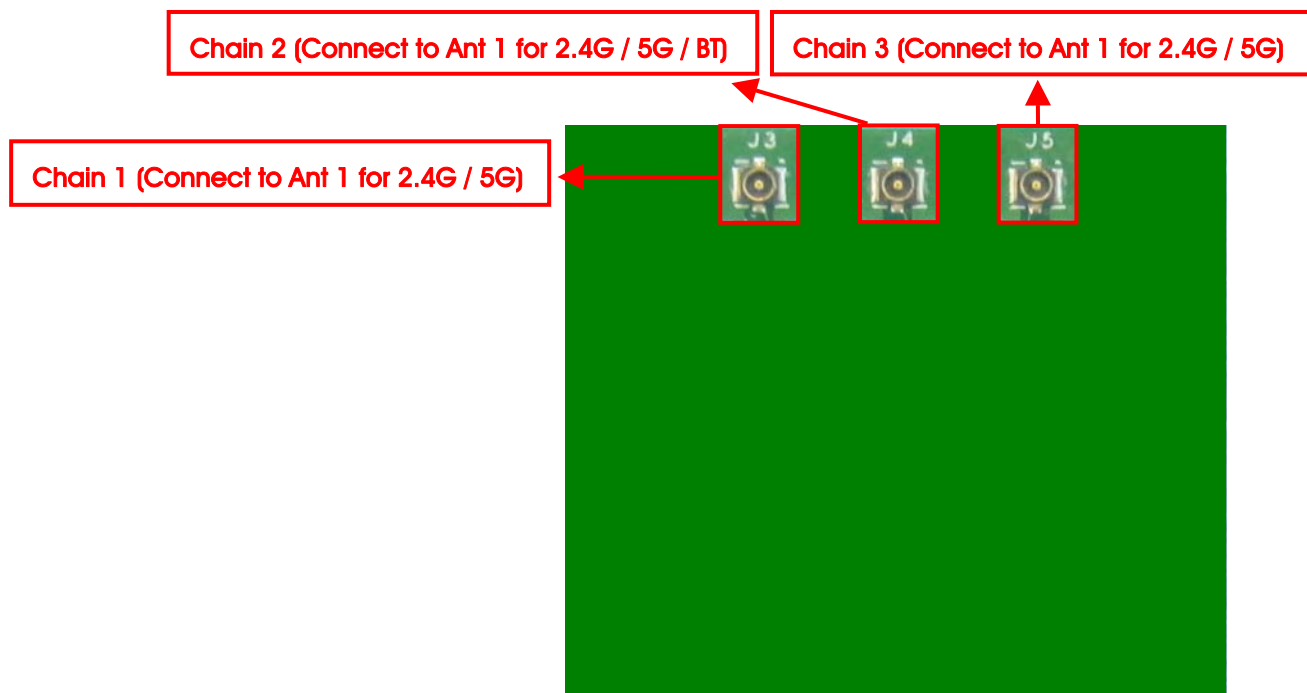 Chain 2 (Connect to Ant 1 for 2.4G / 5G / BT)
Chain 3 (Connect to Ant 1 for 2.4G / 5G)
Chain 1 (Connect to Ant 1 for 2.4G / 5G)
J3
J4
J5